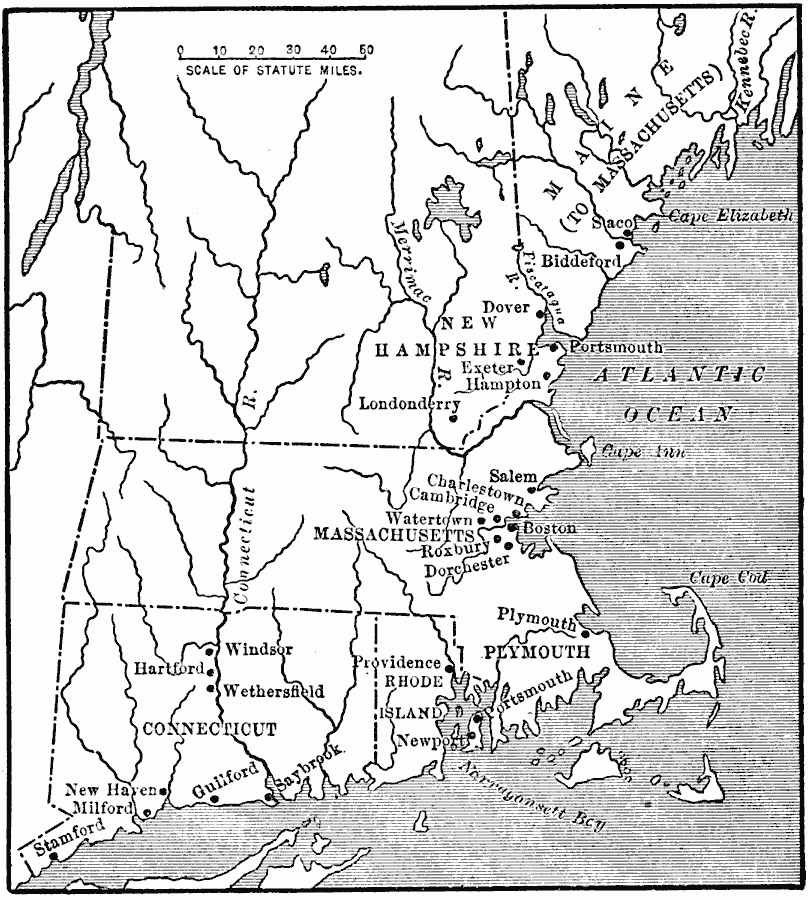 0 10 20 30 40 50
SCALE OF STATUTE MILES.
Kennebec R.
MAINE
(TO MASSACHUSETTS)
Cape Elizabeth
Saco
Biddeford
Merrimac
R.
Piscataqua
R.
Dover
NEW
HAMPSHIRE
Portsmouth
Exeter
Hampton
ATLANTIC
OCEAN
Londonderry
Connecticut
R.
Cape Ann
Salem
Charlestown
Cambridge
Watertown
Boston
MASSACHUSETTS
Roxbury
Dorchester
Cape Cod
Plymouth
PLYMOUTH
Windsor
Hartford
Wethersfield
Providence
RHODE
ISLAND
Portsmouth
Newport
CONNECTICUT
New Haven
Milford
Guilford
Saybrook
Stamford
Narragansett Bay